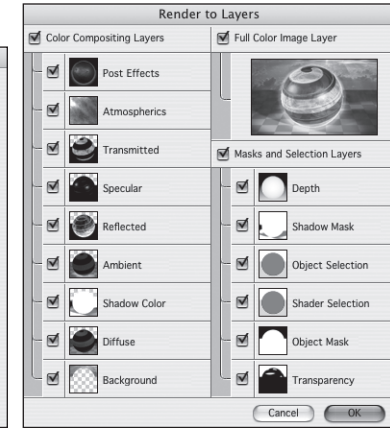 Render to Layers
Color Compositing Layers
Post Effects
Atmospherics
Transmitted
Specular
Reflected
Ambient
Shadow Color
Diffuse
Background
Full Color Image Layer
Masks and Selection Layers
Depth
Shadow Mask
Object Selection
Shader Selection
Object Mask
Transparency
Cancel
OK